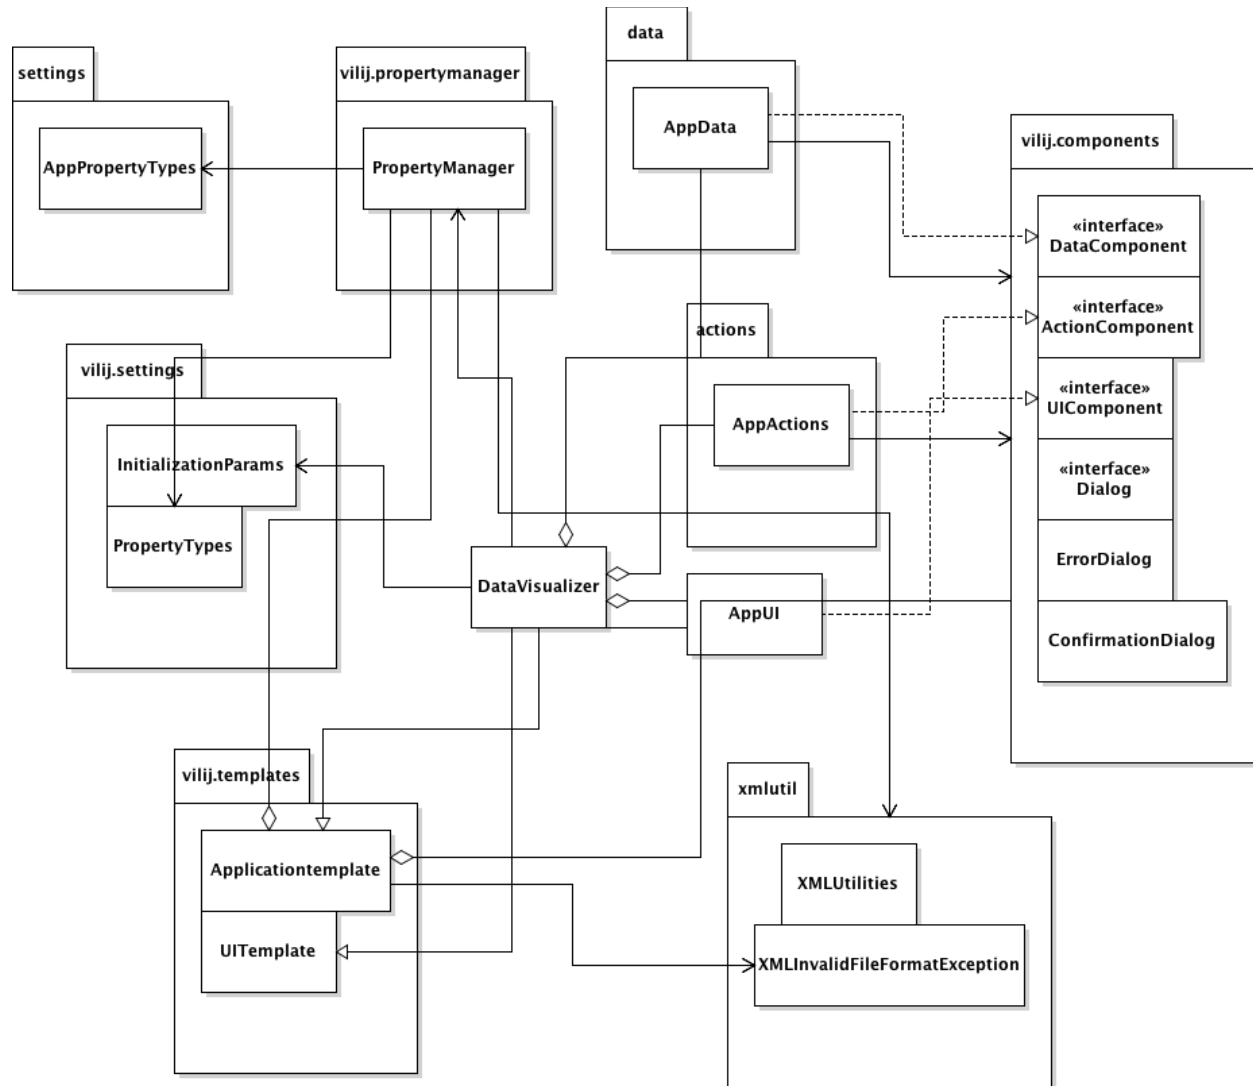 data
settings
vilij.propertymanager
AppData
vilij.components
AppPropertyTypes
PropertyManager
«interface»
DataComponent
«interface»
ActionComponent
actions
vilij.settings
«interface»
UIComponent
AppActions
InitializationParams
«interface»
Dialog
PropertyTypes
ErrorDialog
DataVisualizer
AppUI
ConfirmationDialog
vilij.templates
xmlutil
Applicationtemplate
XMLUtilities
UITemplate
XMLInvalidFileFormatException